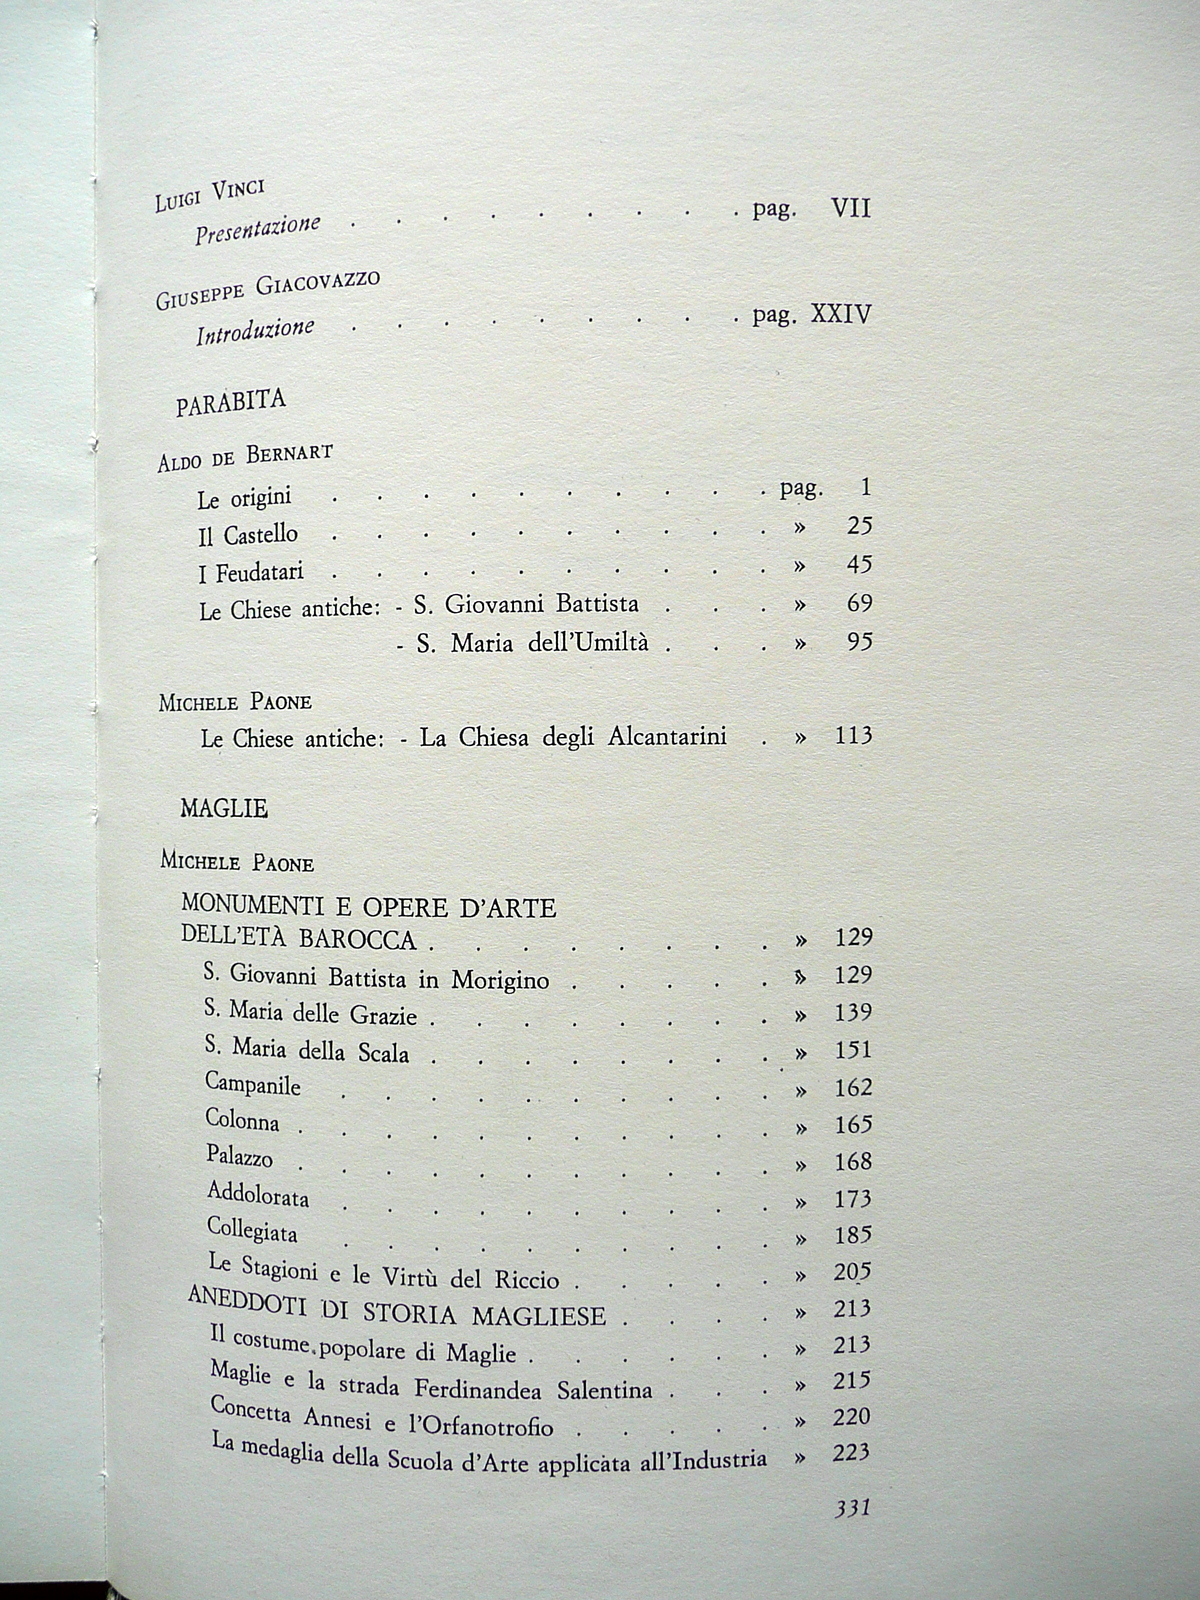 Luigi Vinci
Presentazione . . . . . . . . . pag. VII
Giuseppe Giacovazzo
Introduzione . . . . . . . . . pag. XXIV
PARABITA
Aldo de Bernart
Le origini . . . . . . . . . . pag. 1
Il Castello . . . . . . . . . . » 25
I Feudatari . . . . . . . . . . » 45
Le Chiese antiche: - S. Giovanni Battista . . . » 69
- S. Maria dell'Umiltà . . . » 95
Michele Paone
Le Chiese antiche: - La Chiesa degli Alcantarini . » 113
MAGLIE
Michele Paone
MONUMENTI E OPERE D'ARTE
DELL'ETÀ BAROCCA . . . . . . . . » 129
S. Giovanni Battista in Morigino . . . . . » 129
S. Maria delle Grazie . . . . . . . . » 139
S. Maria della Scala . . . . . . . . » 151
Campanile . . . . . . . . . . » 162
Colonna . . . . . . . . . . . » 165
Palazzo . . . . . . . . . . . » 168
Addolorata . . . . . . . . . . » 173
Collegiata . . . . . . . . . . » 185
Le Stagioni e le Virtù del Riccio . . . . . » 205
ANEDDOTI DI STORIA MAGLIESE . . . . » 213
Il costume popolare di Maglie . . . . . . » 213
Maglie e la strada Ferdinandea Salentina . . . » 215
Concetta Annesi e l'Orfanotrofio . . . . . » 220
La medaglia della Scuola d'Arte applicata all'Industria » 223
331